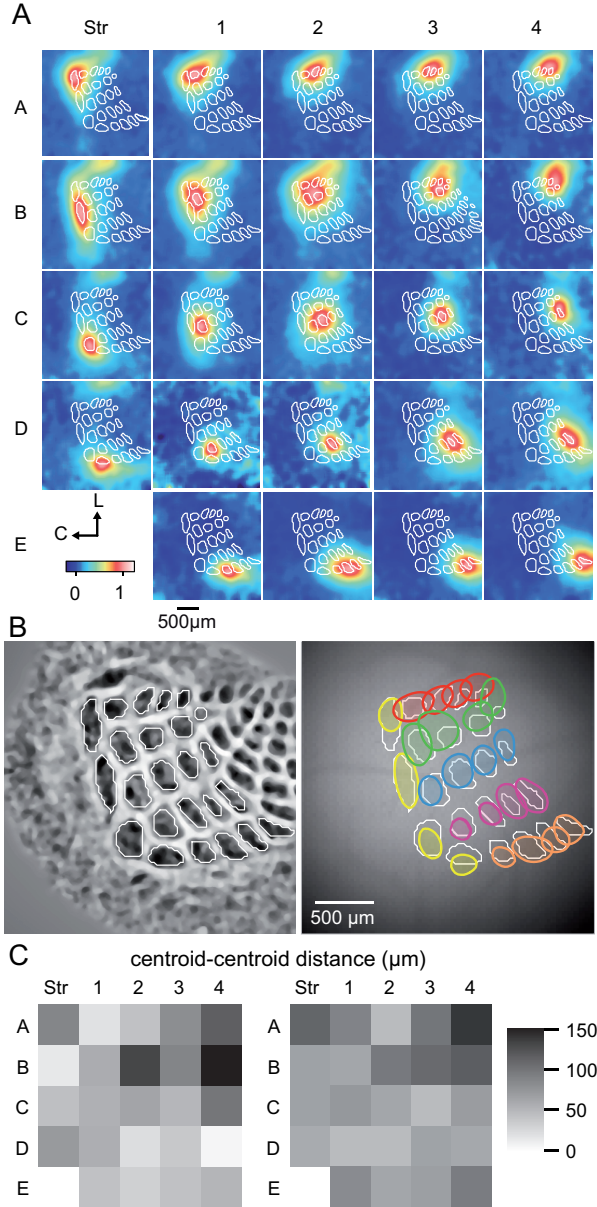 A
Str 1 2 3 4
A
B
C
D
L
C
E
0 1
500µm
B
500 µm
C
centroid-centroid distance (µm)
Str 1 2 3 4 Str 1 2 3 4
A A 150
B B 100
C C 50
D D 0
E E